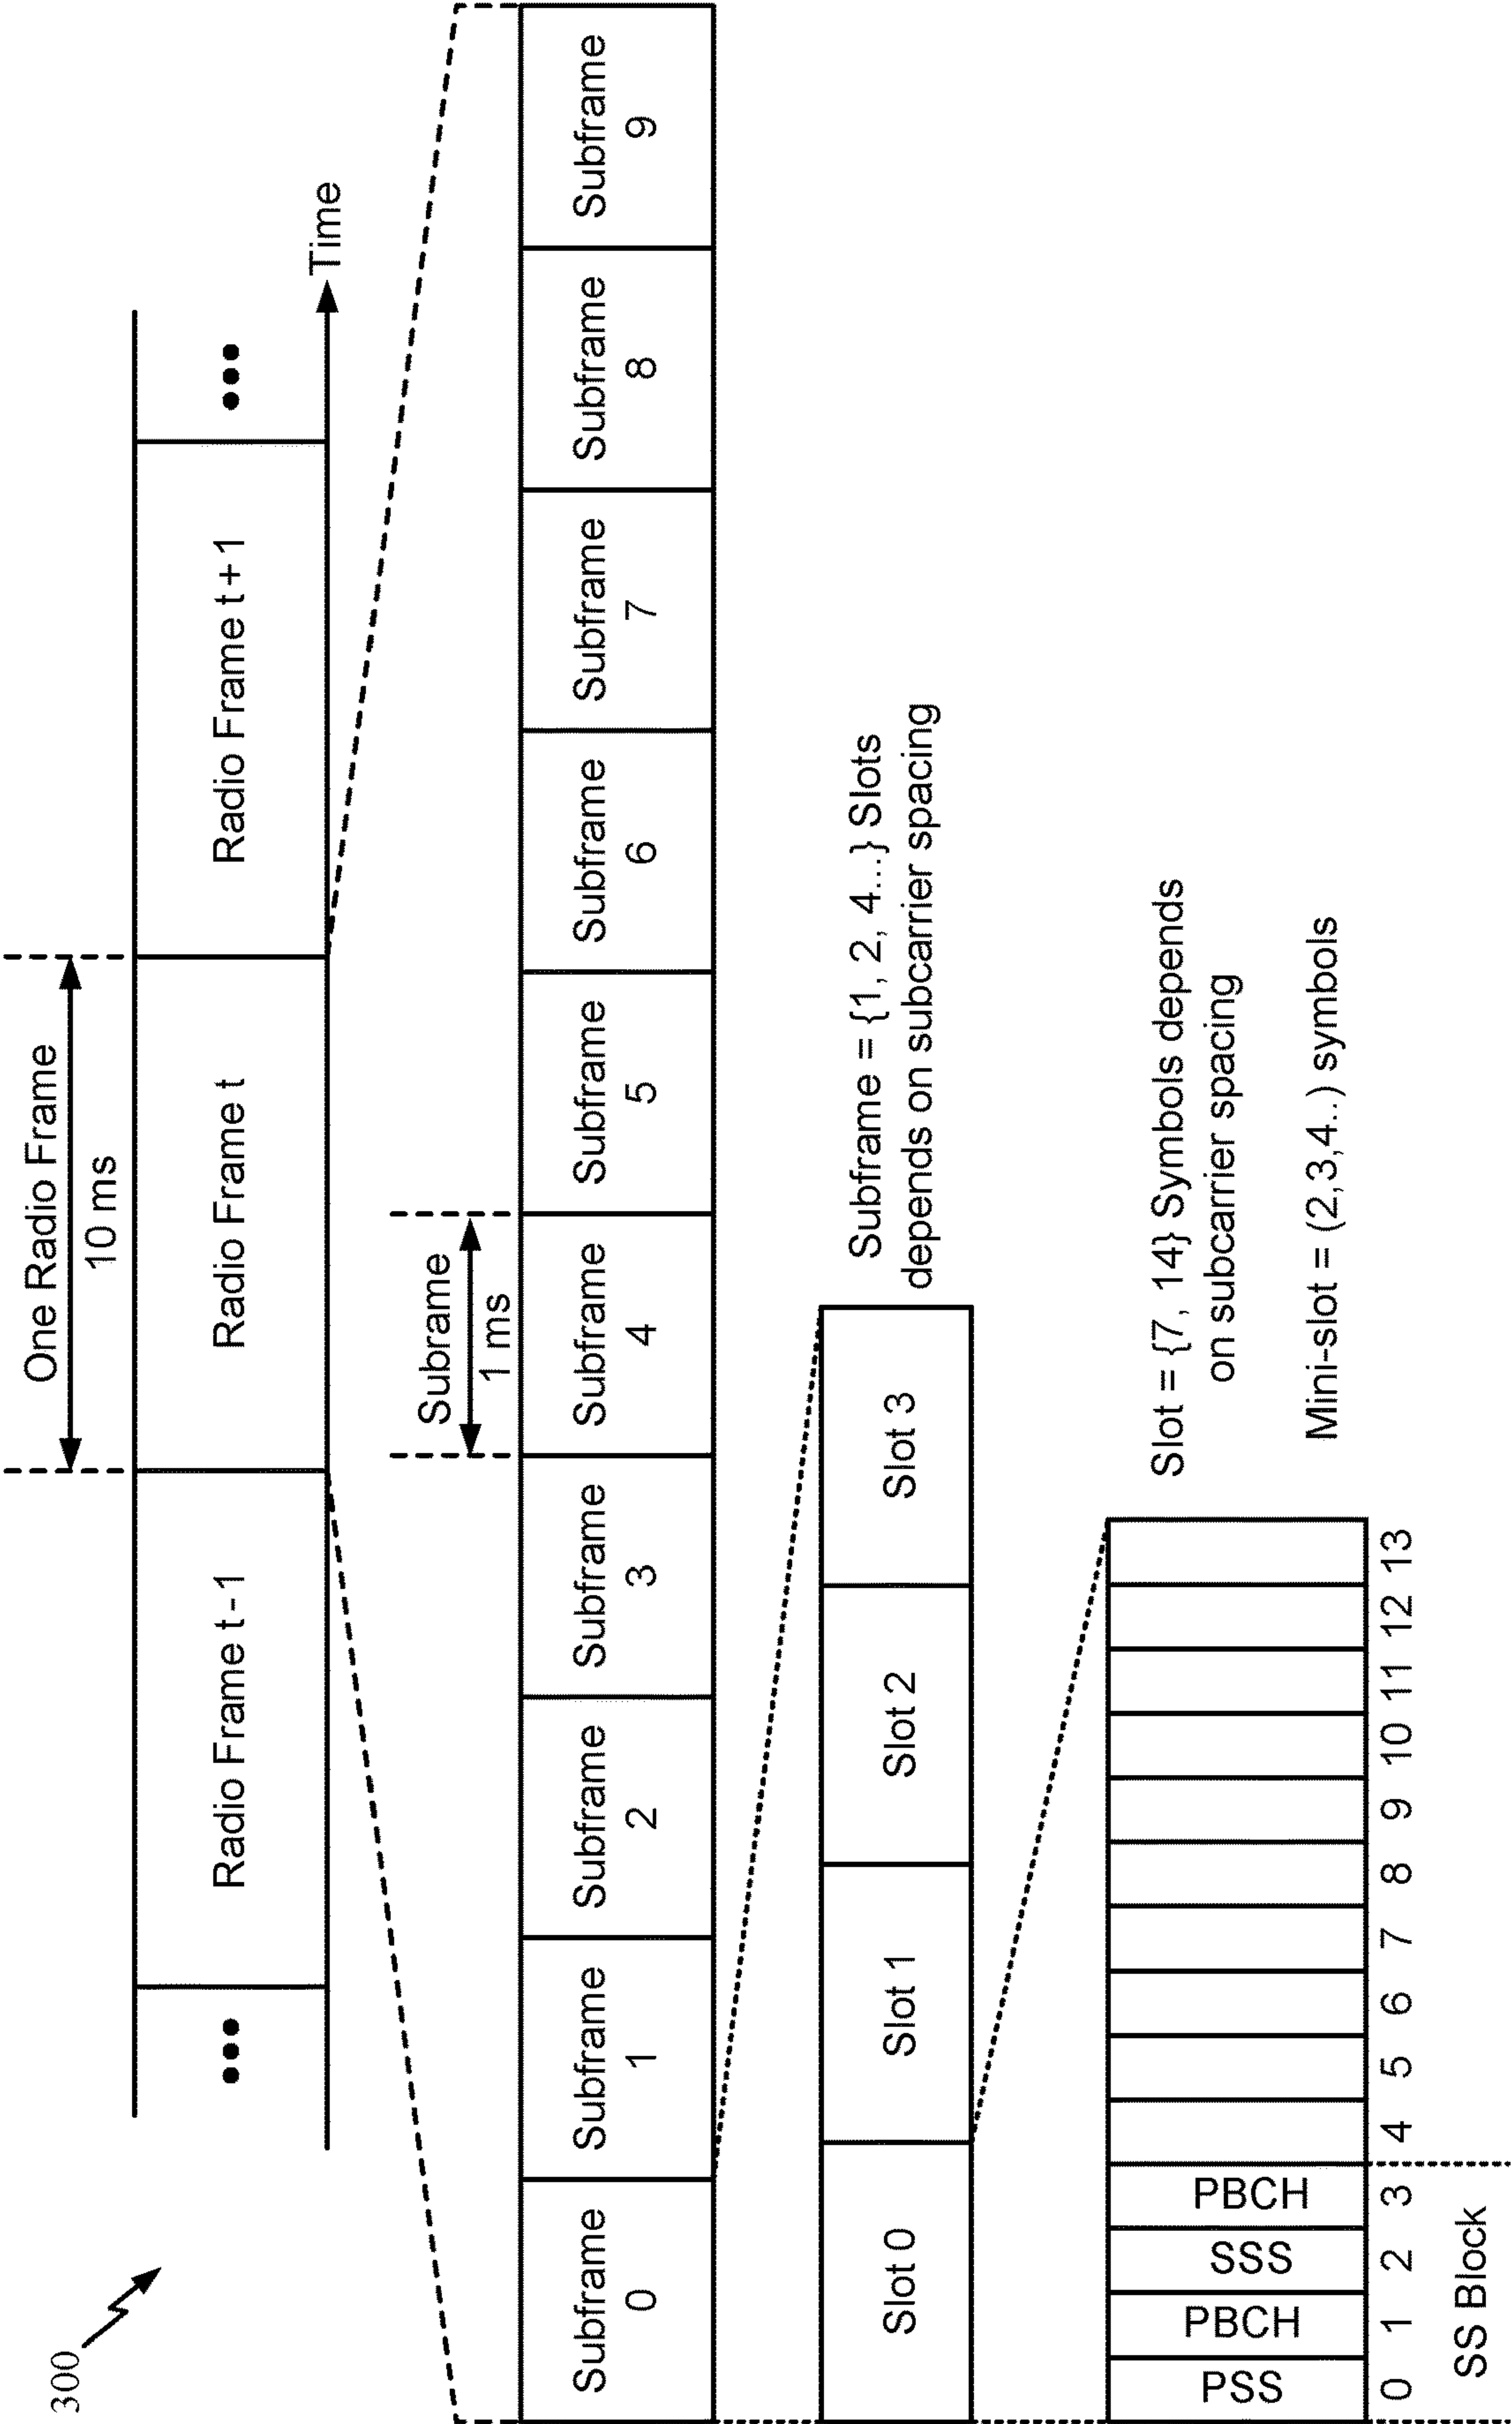 300
One Radio Frame
10 ms
••• Radio Frame t-1 Radio Frame t Radio Frame t+1 •••
Time
Subrame
1 ms
Subframe Subframe Subframe Subframe Subframe Subframe Subframe Subframe Subframe Subframe
0 1 2 3 4 5 6 7 8 9
Slot 0 Slot 1 Slot 2 Slot 3
Subframe = {1, 2, 4...} Slots
depends on subcarrier spacing
PSS PBCH SSS PBCH
Slot = {7, 14} Symbols depends
on subcarrier spacing
Mini-slot = (2,3,4..) symbols
0 1 2 3 4 5 6 7 8 9 10 11 12 13
SS Block